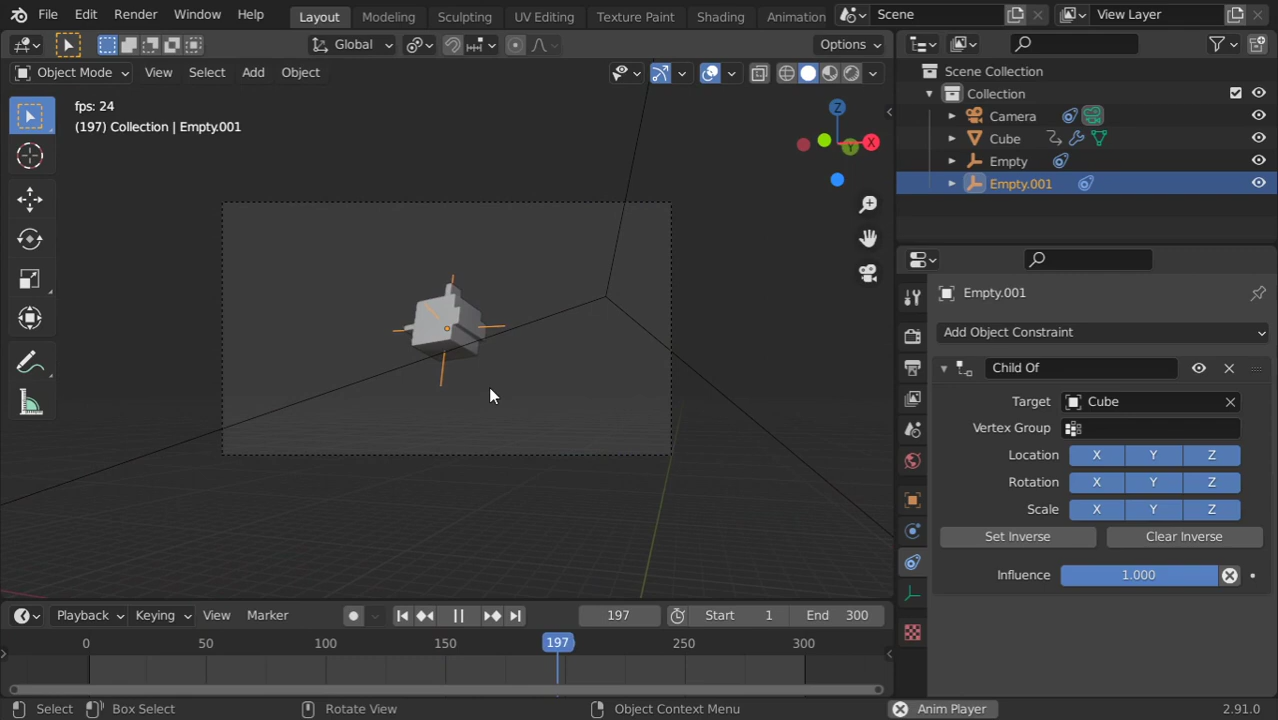 File Edit Render Window Help Layout Modeling Sculpting UV Editing Texture Paint Shading Animation Scene View Layer
Global Options
Object Mode View Select Add Object
fps: 24
(197) Collection | Empty.001
Z
X
Y
Scene Collection
Collection
Camera
Cube
Empty
Empty.001
Empty.001
Add Object Constraint
Child Of
Target Cube
Vertex Group
Location X Y Z
Rotation X Y Z
Scale X Y Z
Set Inverse Clear Inverse
Influence 1.000
Playback Keying View Marker 197 Start 1 End 300
0 50 100 150 197 250 300
Select Box Select Rotate View Object Context Menu Anim Player 2.91.0